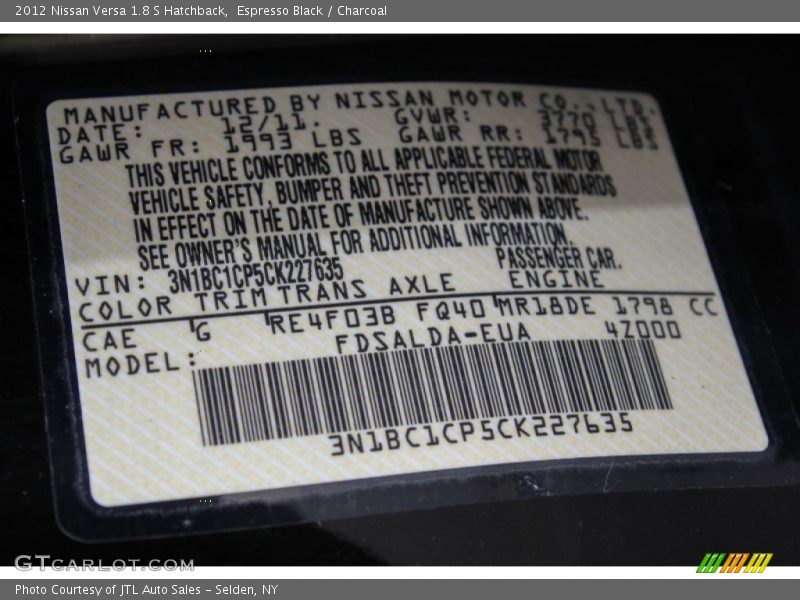 2012 Nissan Versa 1.8 S Hatchback,  Espresso Black / Charcoal
MANUFACTURED BY NISSAN MOTOR CO.,LTD.
DATE: 12/11. GVWR: 3770 LBS
GAWR FR: 1993 LBS GAWR RR: 1795 LBS
THIS VEHICLE CONFORMS TO ALL APPLICABLE FEDERAL MOTOR
VEHICLE SAFETY, BUMPER AND THEFT PREVENTION STANDARDS
IN EFFECT ON THE DATE OF MANUFACTURE SHOWN ABOVE.
SEE OWNER'S MANUAL FOR ADDITIONAL INFORMATION.
VIN: 3N1BC1CP5CK227635 PASSENGER CAR.
COLOR TRIM TRANS AXLE ENGINE
CAE G RE4F03B FQ40 MR18DE 1798 CC
MODEL: FDSALDA-EUA 4Z000
3N1BC1CP5CK227635
GTCARLOT.COM
Photo Courtesy of JTL Auto Sales - Selden, NY